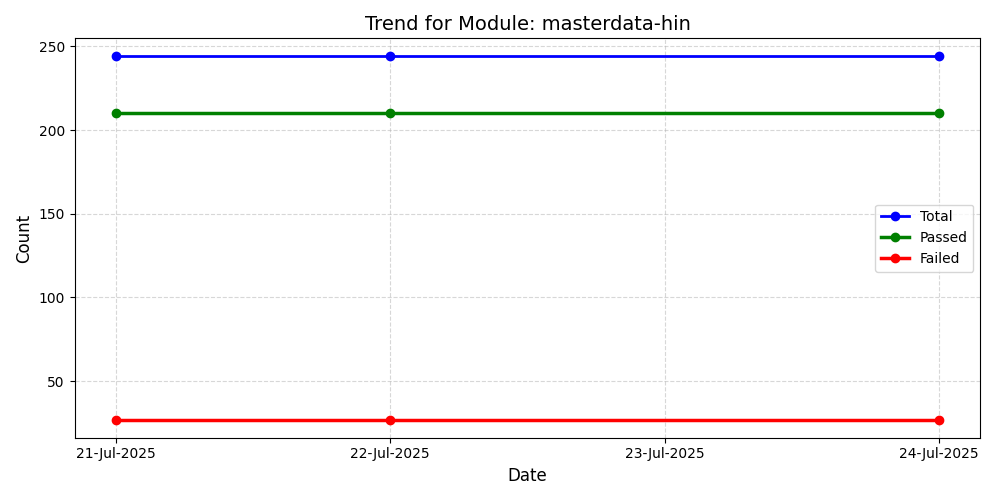 Trend for Module: masterdata-hin
250
200
150
100
50
Count
Total
Passed
Failed
21-Jul-2025
22-Jul-2025
23-Jul-2025
24-Jul-2025
Date